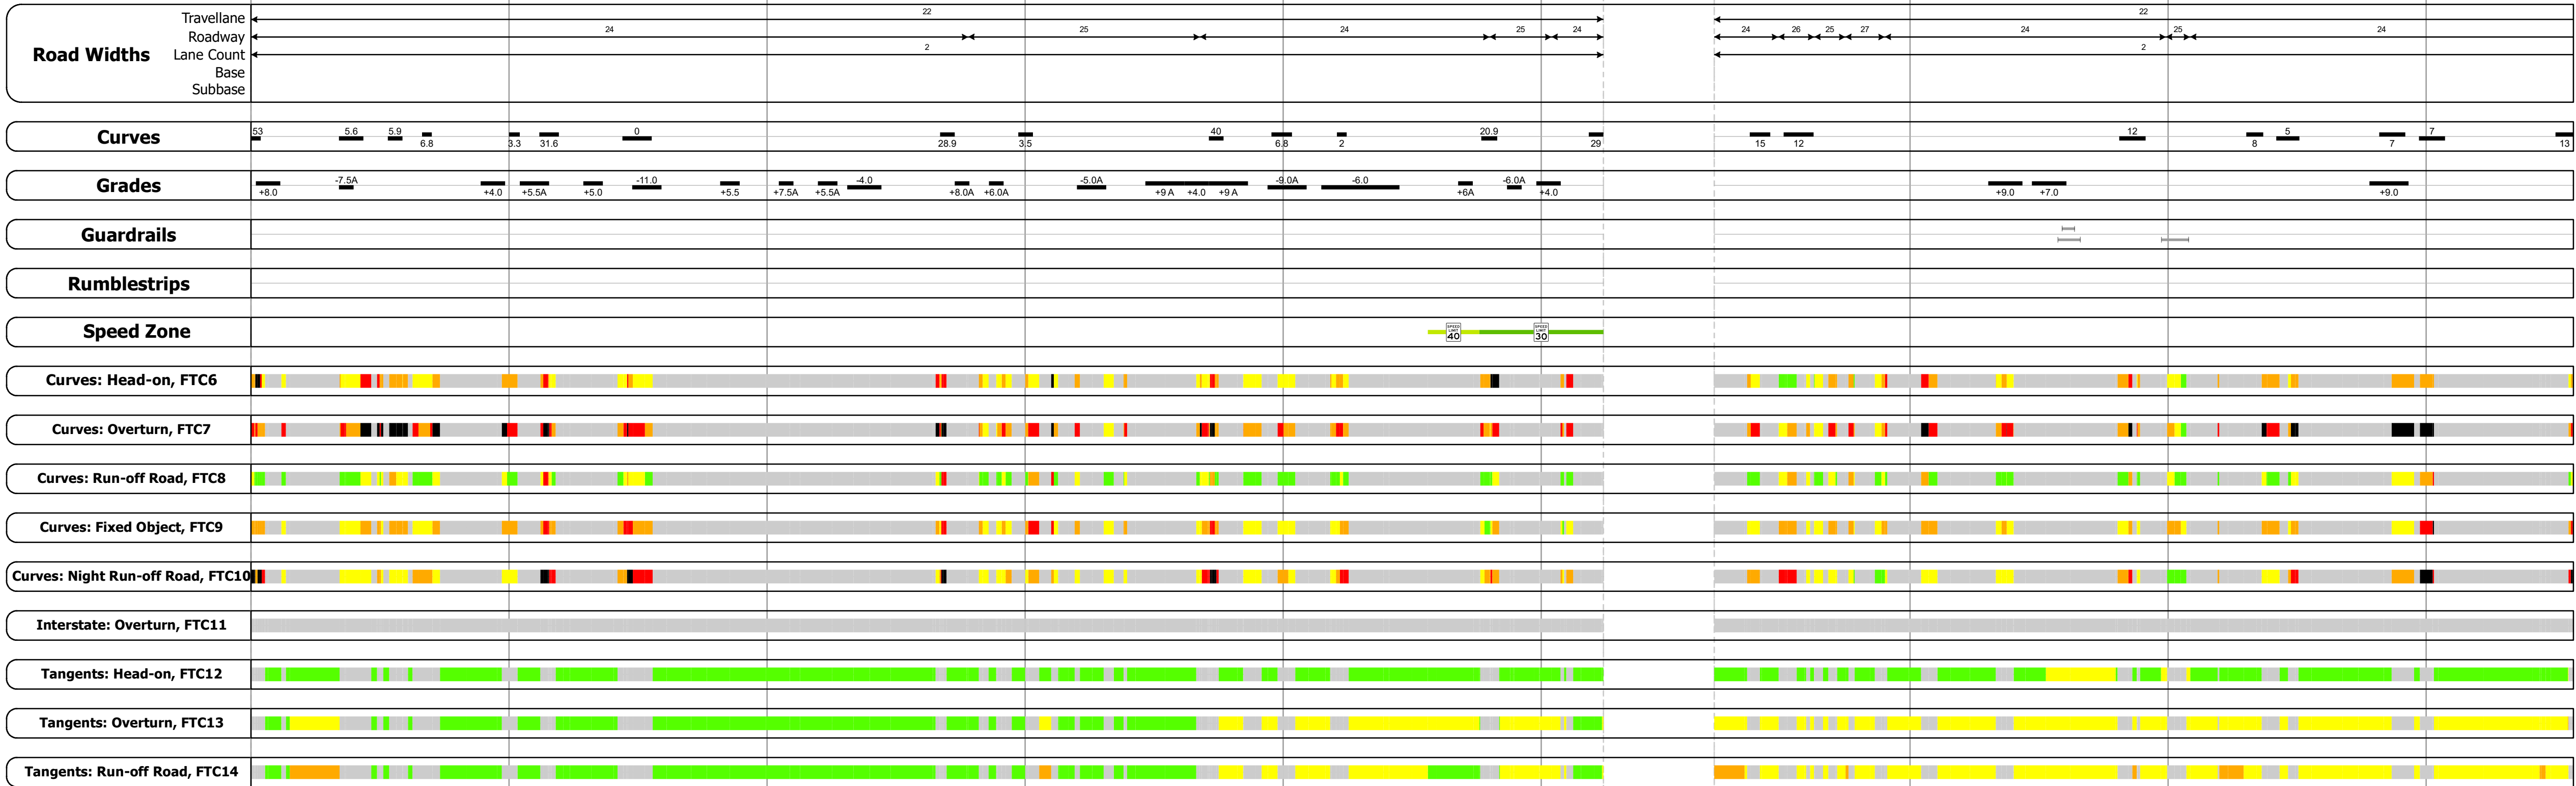 Road Widths
Travellane 22 22
Roadway 24 25 24 25 24 24 26 25 27 24 25 24
Lane Count 2 2
Base
Subbase
Curves
53 5.6 5.9 0 40 20.9 12 5 7
6.8 3.3 31.6 28.9 3.5 6.8 2 29 15 12 8 7 13
Grades
-7.5A -11.0 -4.0 -5.0A -9.0A -6.0 -6.0A
+8.0 +4.0 +5.5A +5.0 +5.5 +7.5A +5.5A +8.0A +6.0A +9 A +4.0 +9 A +6A +4.0 +9.0 +7.0 +9.0
Guardrails
Rumblestrips
Speed Zone
SPEED LIMIT 40 SPEED LIMIT 30
Curves: Head-on, FTC6
Curves: Overturn, FTC7
Curves: Run-off Road, FTC8
Curves: Fixed Object, FTC9
Curves: Night Run-off Road, FTC10
Interstate: Overturn, FTC11
Tangents: Head-on, FTC12
Tangents: Overturn, FTC13
Tangents: Run-off Road, FTC14